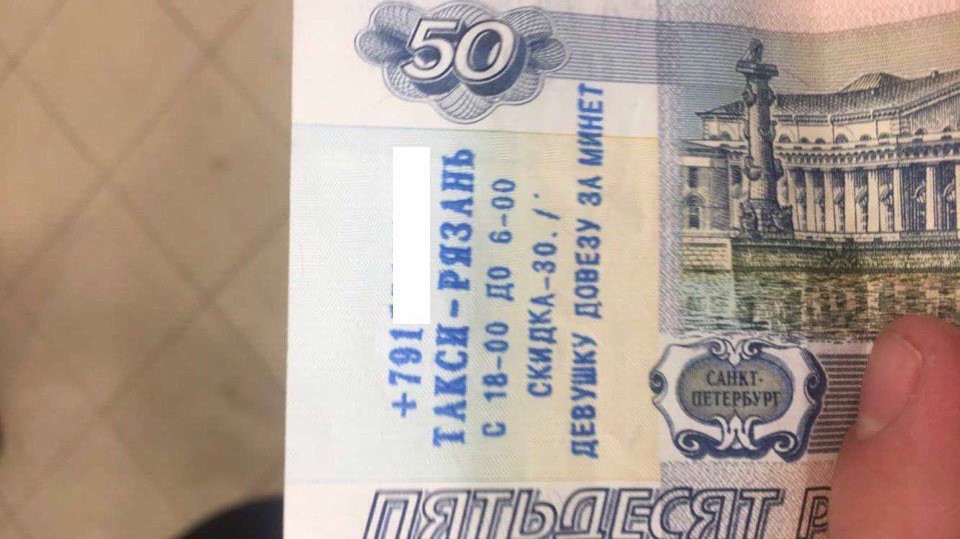 50
+791
ТАКСИ-РЯЗАНЬ
С 18-00 ДО 6-00
СКИДКА-30./.
ДЕВУШКУ ДОВЕЗУ ЗА МИНЕТ
САНКТ-
ПЕТЕРБУРГ
ПЯТЬДЕСЯТ Р